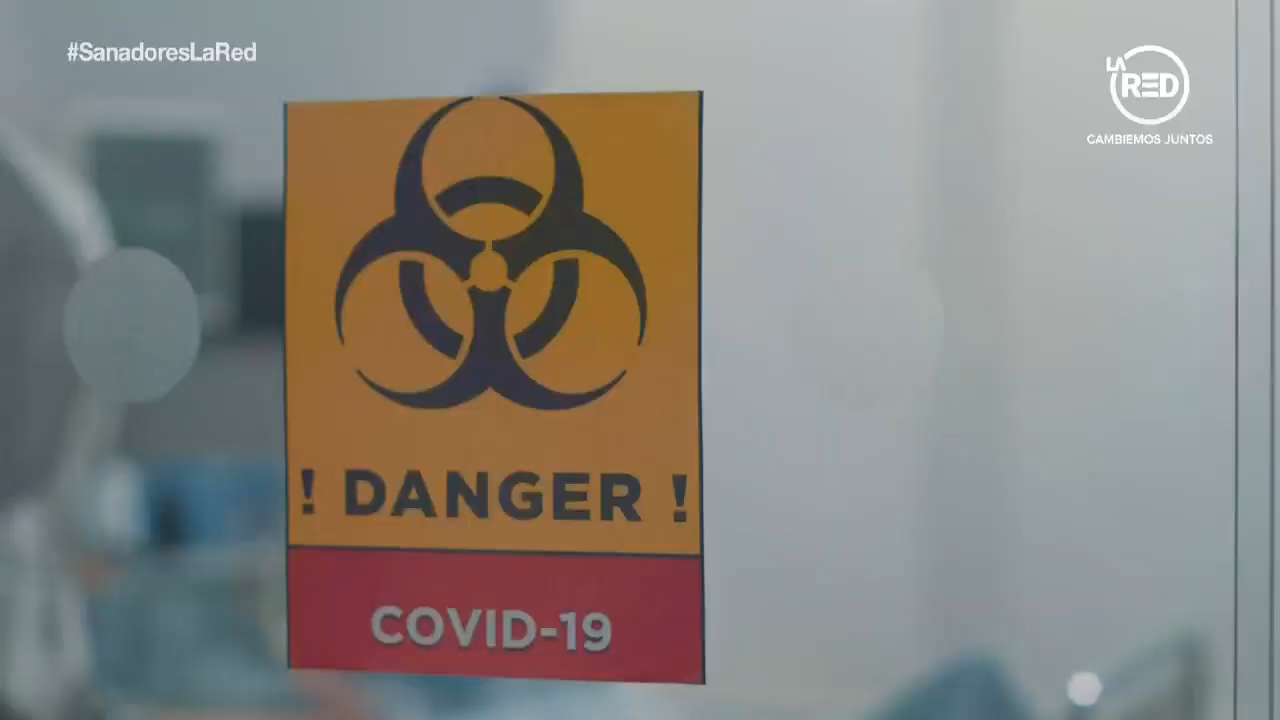 #SanadoresLaRed
LA
RED
CAMBIEMOS JUNTOS
! DANGER !
COVID-19